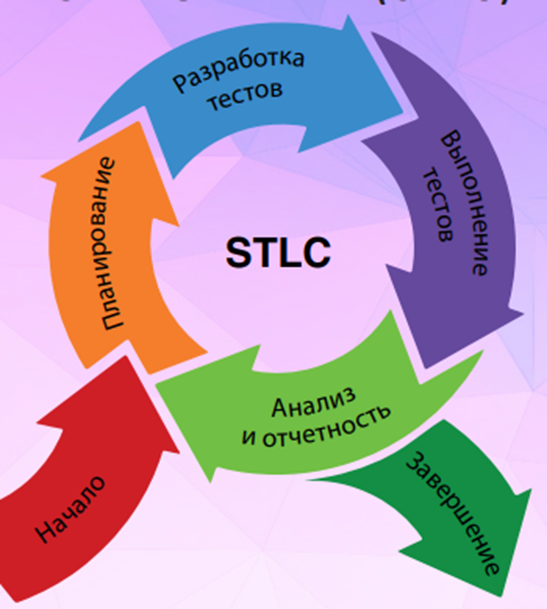 Разработка
тестов
Выполнение
тестов
Планирование
STLC
Анализ
и отчетность
Начало
Завершение